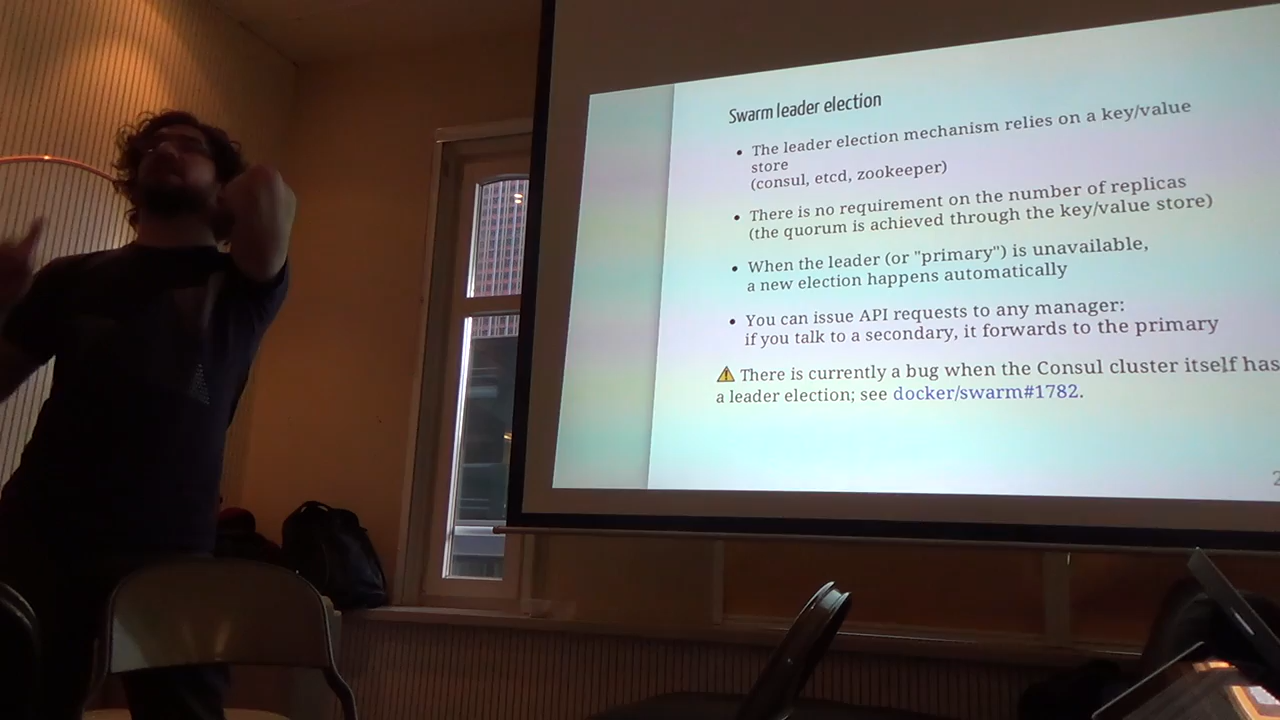 Swarm leader election
• The leader election mechanism relies on a key/value
store
(consul, etcd, zookeeper)
• There is no requirement on the number of replicas
(the quorum is achieved through the key/value store)
• When the leader (or "primary") is unavailable,
a new election happens automatically
• You can issue API requests to any manager:
if you talk to a secondary, it forwards to the primary
⚠ There is currently a bug when the Consul cluster itself has
a leader election; see docker/swarm#1782.